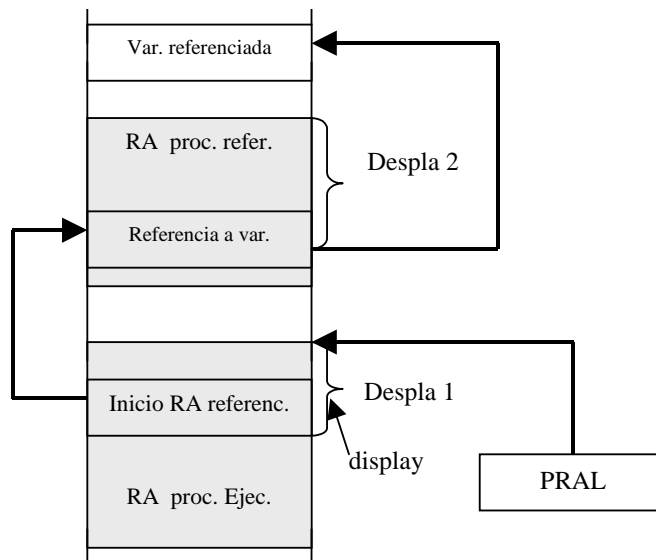 Var. referenciada
RA proc. refer.
Despla 2
Referencia a var.
Inicio RA referenc.
Despla 1
display
PRAL
RA proc. Ejec.